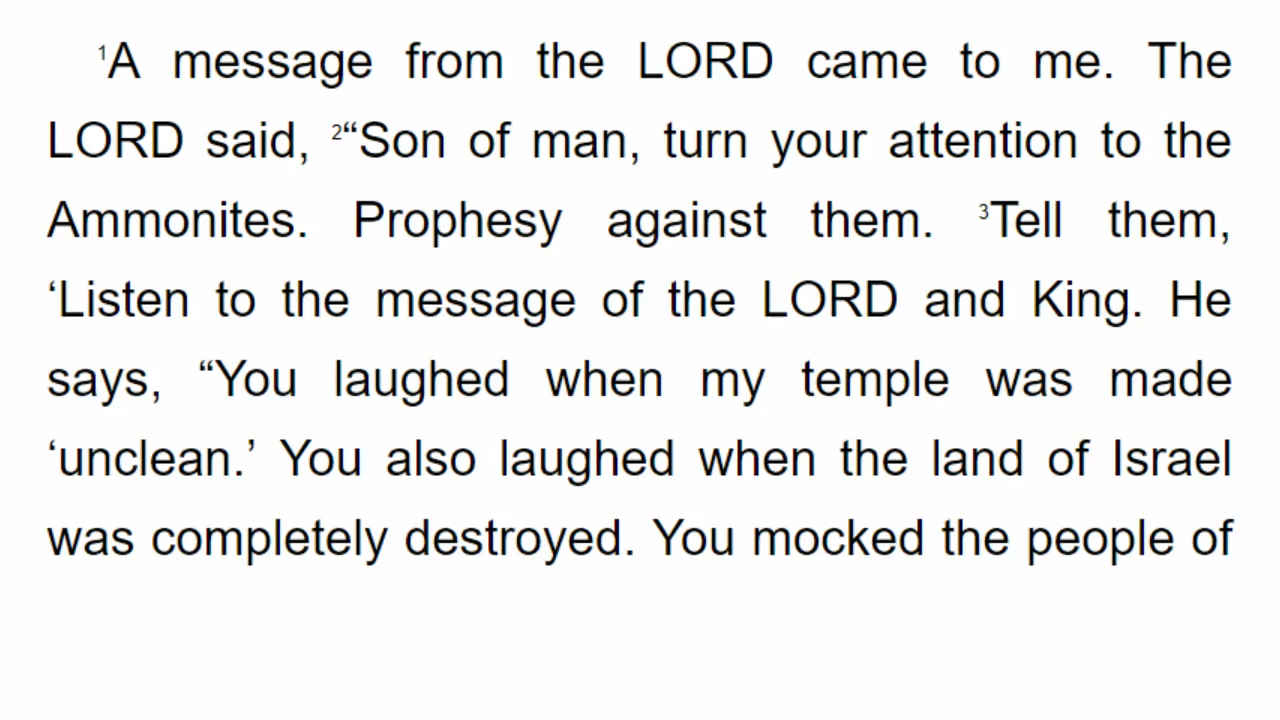 ¹A message from the LORD came to me. The
LORD said, ²“Son of man, turn your attention to the
Ammonites. Prophesy against them. ³Tell them,
‘Listen to the message of the LORD and King. He
says, “You laughed when my temple was made
‘unclean.’ You also laughed when the land of Israel
was completely destroyed. You mocked the people of